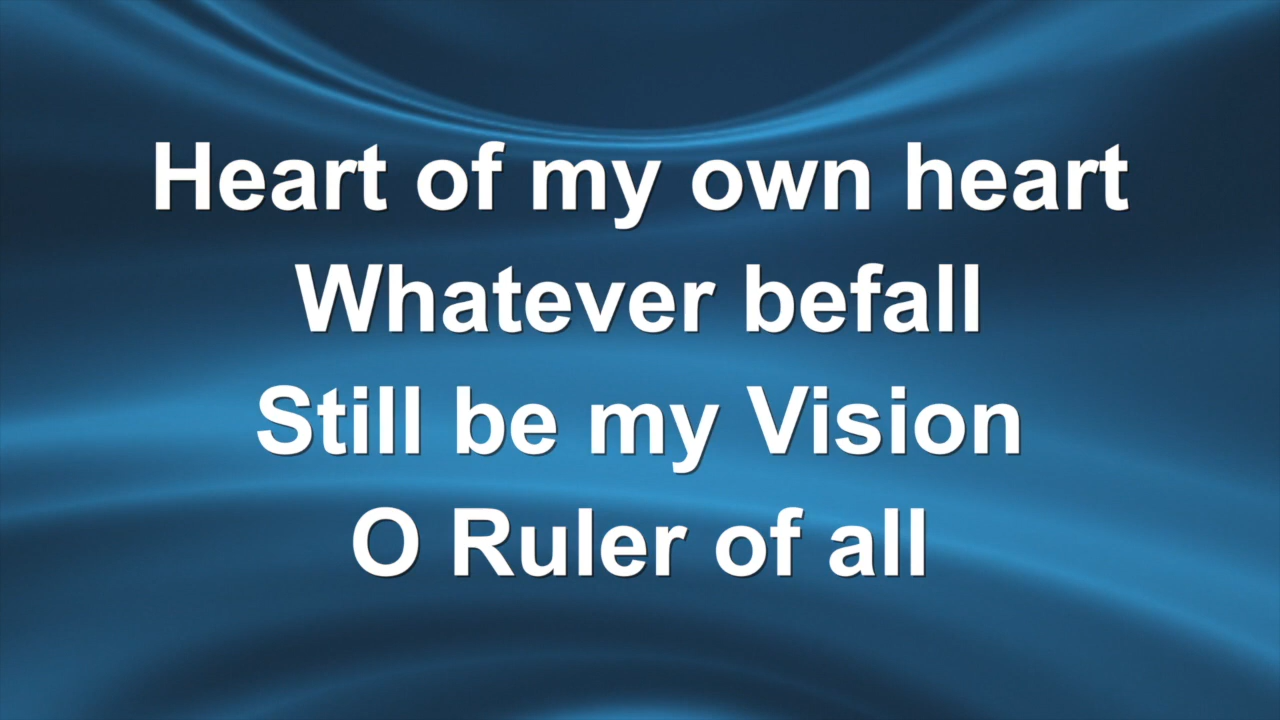 Heart of my own heart
Whatever befall
Still be my Vision
O Ruler of all